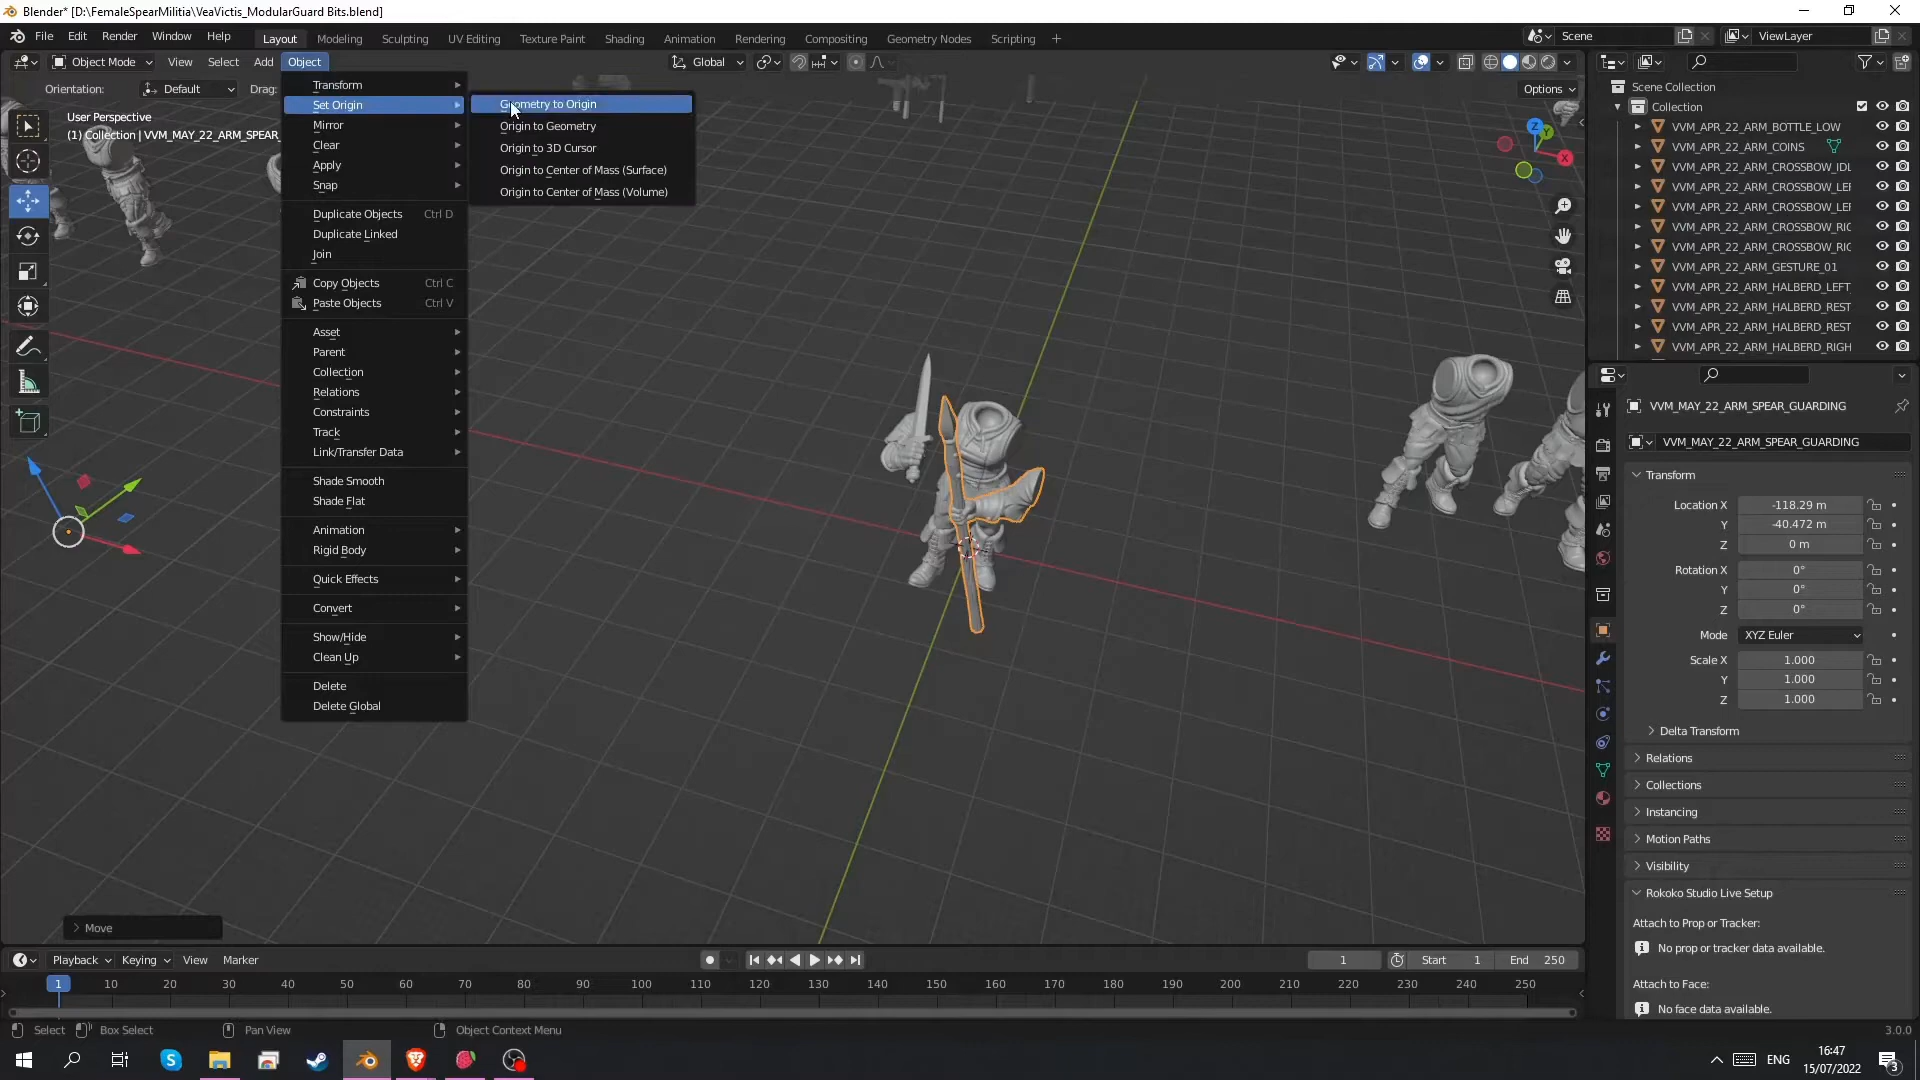 Blender* [D:\FemaleSpearMilitia\VeaVictis_ModularGuard Bits.blend]
File Edit Render Window Help
Layout Modeling Sculpting UV Editing Texture Paint Shading Animation Rendering Compositing Geometry Nodes Scripting +
Scene
ViewLayer
Object Mode View Select Add Object
Global
Orientation: Default Drag:
Options
User Perspective
(1) Collection | VVM_MAY_22_ARM_SPEAR_
Transform
Set Origin
Mirror
Clear
Apply
Snap
Duplicate Objects Ctrl D
Duplicate Linked
Join
Copy Objects Ctrl C
Paste Objects Ctrl V
Asset
Parent
Collection
Relations
Constraints
Track
Link/Transfer Data
Shade Smooth
Shade Flat
Animation
Rigid Body
Quick Effects
Convert
Show/Hide
Clean Up
Delete
Delete Global
Geometry to Origin
Origin to Geometry
Origin to 3D Cursor
Origin to Center of Mass (Surface)
Origin to Center of Mass (Volume)
Z
Y
X
Move
Scene Collection
Collection
VVM_APR_22_ARM_BOTTLE_LOW
VVM_APR_22_ARM_COINS
VVM_APR_22_ARM_CROSSBOW_IDL
VVM_APR_22_ARM_CROSSBOW_LEF
VVM_APR_22_ARM_CROSSBOW_LEF
VVM_APR_22_ARM_CROSSBOW_RIC
VVM_APR_22_ARM_CROSSBOW_RIC
VVM_APR_22_ARM_GESTURE_01
VVM_APR_22_ARM_HALBERD_LEFT
VVM_APR_22_ARM_HALBERD_REST
VVM_APR_22_ARM_HALBERD_REST
VVM_APR_22_ARM_HALBERD_RIGH
VVM_MAY_22_ARM_SPEAR_GUARDING
VVM_MAY_22_ARM_SPEAR_GUARDING
Transform
Location X -118.29 m
Y -40.472 m
Z 0 m
Rotation X 0°
Y 0°
Z 0°
Mode XYZ Euler
Scale X 1.000
Y 1.000
Z 1.000
Delta Transform
Relations
Collections
Instancing
Motion Paths
Visibility
Rokoko Studio Live Setup
Attach to Prop or Tracker:
No prop or tracker data available.
Attach to Face:
No face data available.
Playback Keying View Marker
1 Start 1 End 250
1 10 20 30 40 50 60 70 80 90 100 110 120 130 140 150 160 170 180 190 200 210 220 230 240 250
Select Box Select Pan View Object Context Menu
3.0.0
ENG
16:47
15/07/2022
3